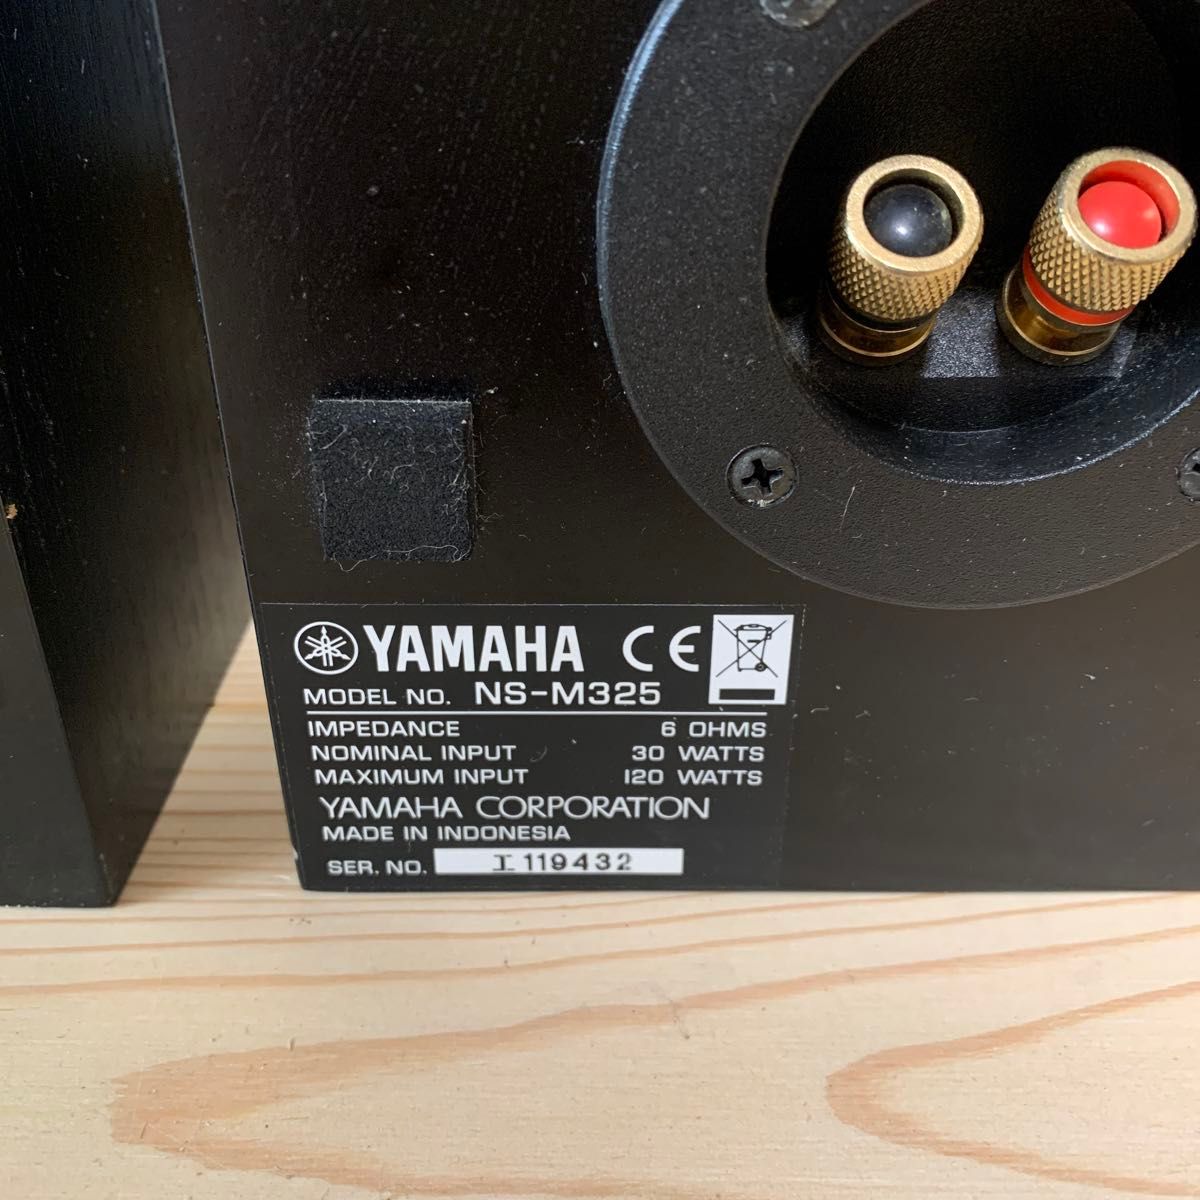 YAMAHA CE
MODEL NO. NS-M325
IMPEDANCE 6 OHMS
NOMINAL INPUT 30 WATTS
MAXIMUM INPUT 120 WATTS
YAMAHA CORPORATION
MADE IN INDONESIA
SER. NO. I 119432